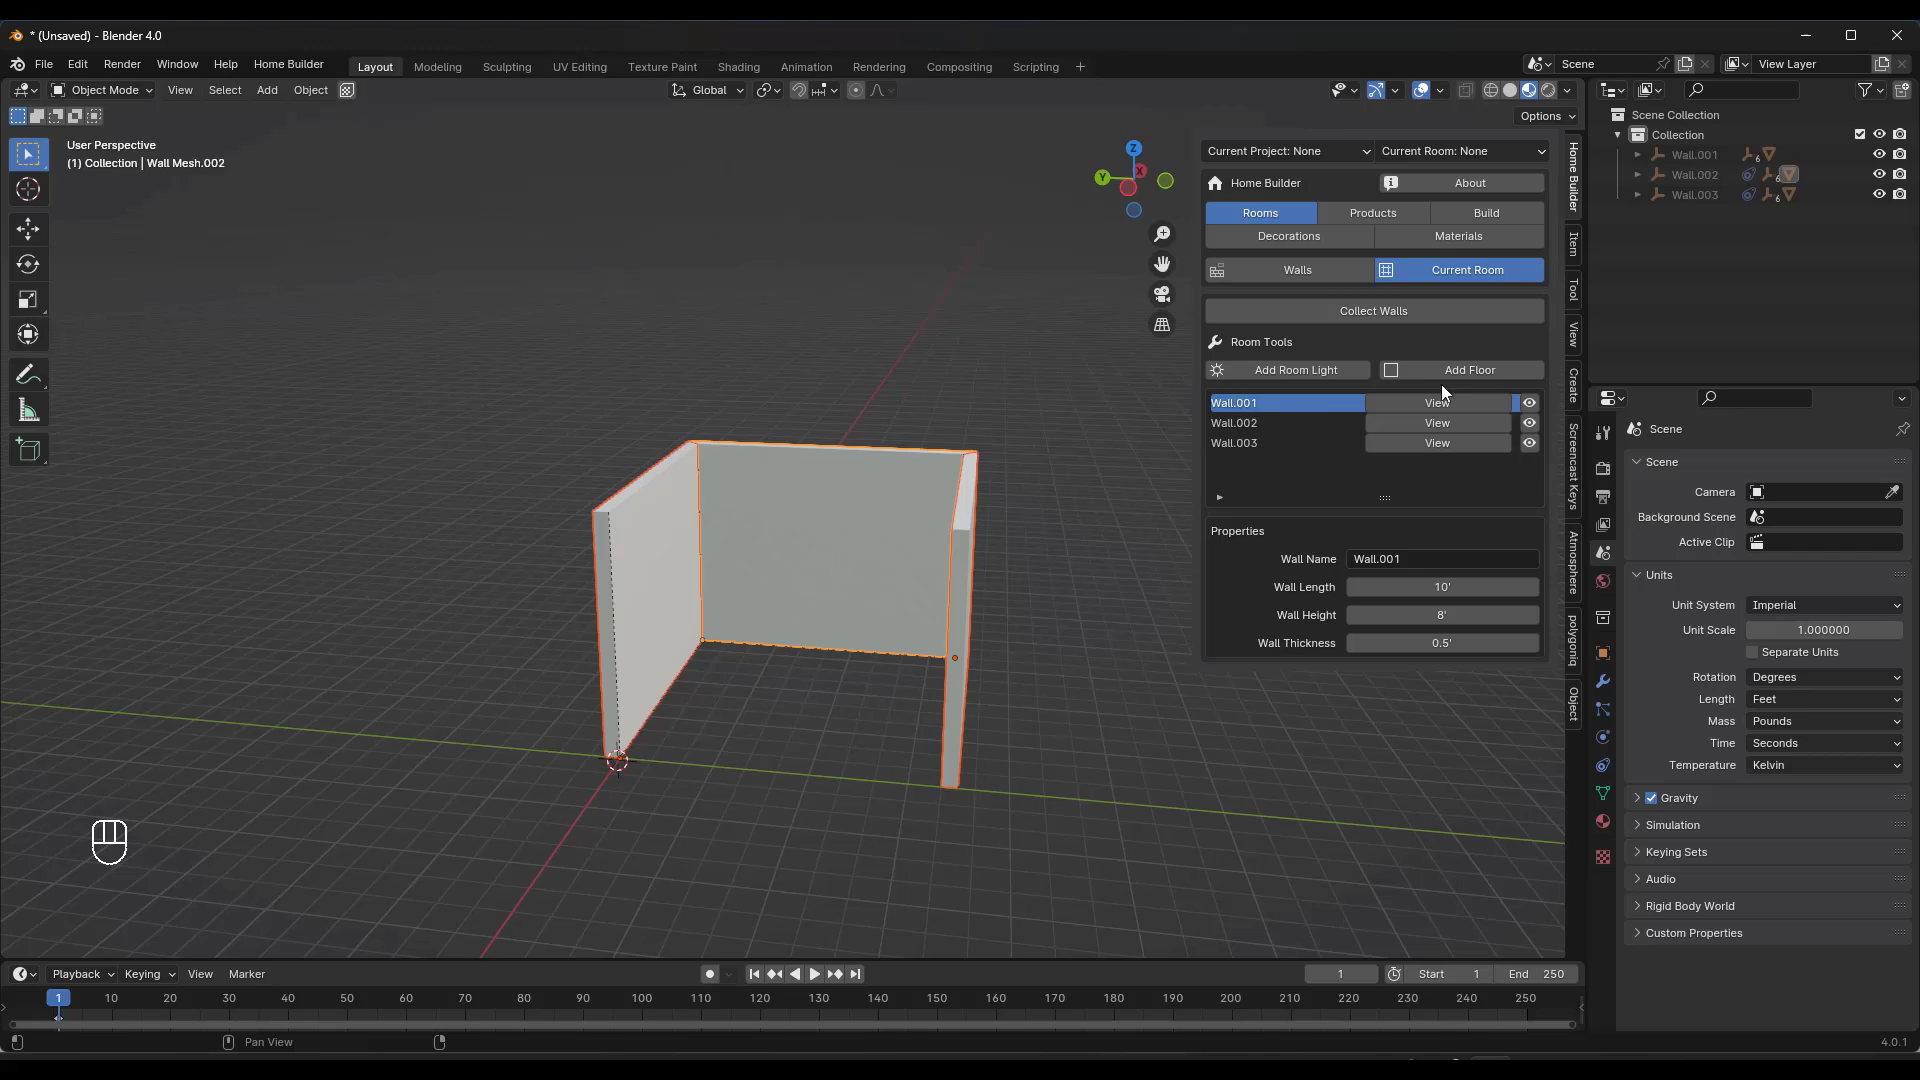 * (Unsaved) - Blender 4.0
File Edit Render Window Help Home Builder
Layout Modeling Sculpting UV Editing Texture Paint Shading Animation Rendering Compositing Scripting +
Scene
View Layer
Object Mode View Select Add Object
Global
Options
User Perspective
(1) Collection | Wall Mesh.002
Z
Y
X
Current Project: None
Current Room: None
Home Builder
About
Rooms
Products
Build
Decorations
Materials
Walls
Current Room
Collect Walls
Room Tools
Add Room Light
Add Floor
Wall.001 View
Wall.002 View
Wall.003 View
Properties
Wall Name Wall.001
Wall Length 10'
Wall Height 8'
Wall Thickness 0.5'
Home Builder
Item
Tool
View
Create
Screencast Keys
Atmosphere
polygoniq
Object
Scene Collection
Collection
Wall.001 6
Wall.002 6
Wall.003 6
Scene
Scene
Camera
Background Scene
Active Clip
Units
Unit System Imperial
Unit Scale 1.000000
Separate Units
Rotation Degrees
Length Feet
Mass Pounds
Time Seconds
Temperature Kelvin
Gravity
Simulation
Keying Sets
Audio
Rigid Body World
Custom Properties
Playback Keying View Marker
1
Start 1
End 250
1 10 20 30 40 50 60 70 80 90 100 110 120 130 140 150 160 170 180 190 200 210 220 230 240 250
Pan View
4.0.1